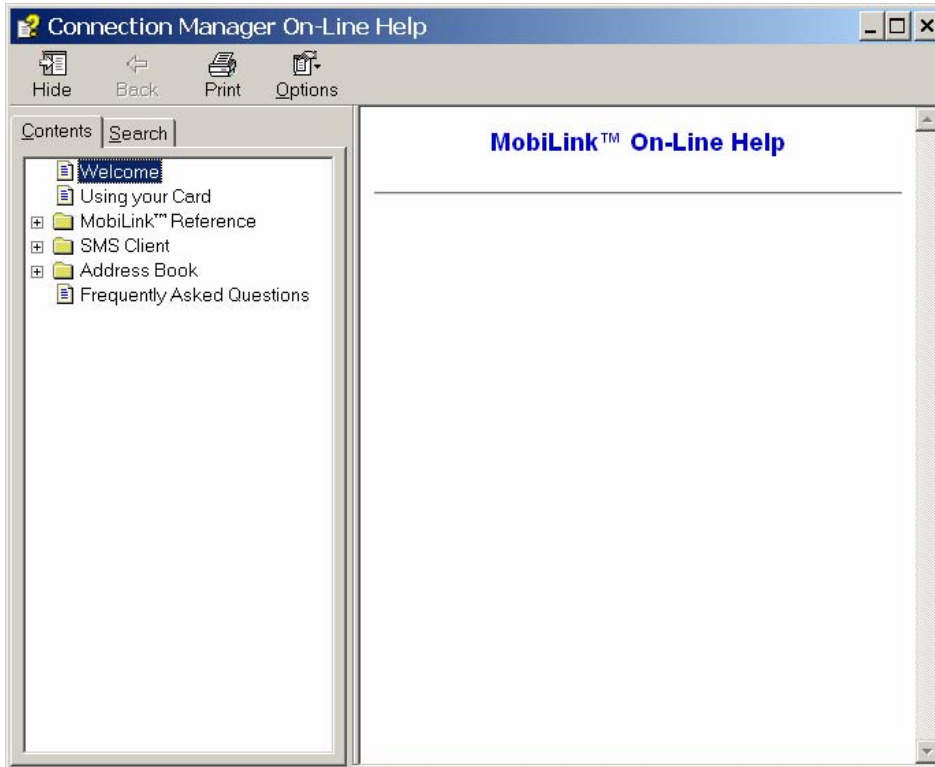 Connection Manager On-Line Help
Hide Back Print Options
Contents Search
MobiLink™ On-Line Help
Welcome
Using your Card
MobiLink™ Reference
SMS Client
Address Book
Frequently Asked Questions